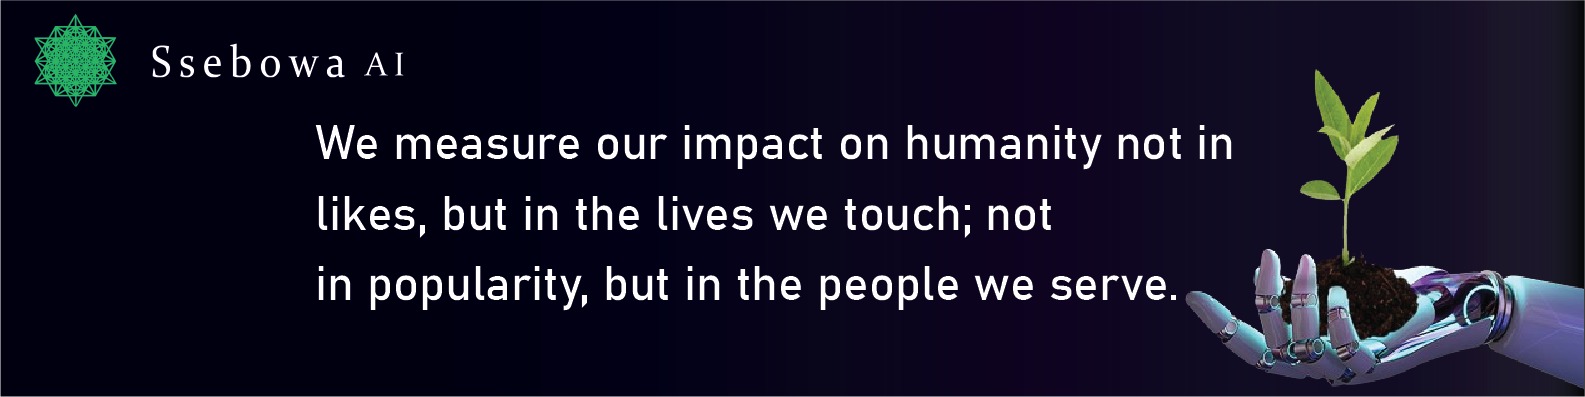 Ssebowa AI
We measure our impact on humanity not in
likes, but in the lives we touch; not
in popularity, but in the people we serve.